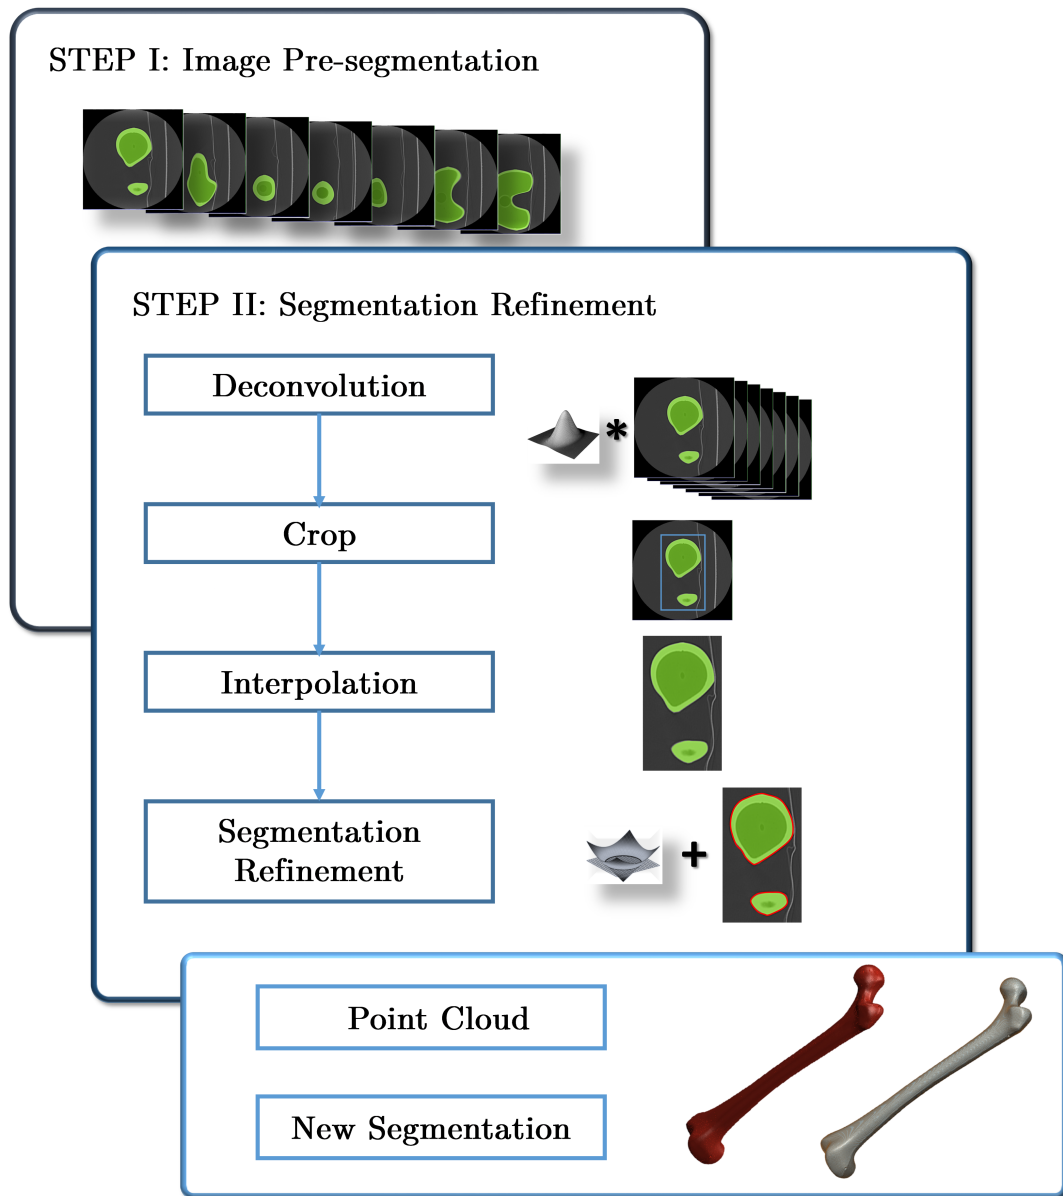 STEP I: Image Pre-segmentation
STEP II: Segmentation Refinement
Deconvolution
*
Crop
Interpolation
Segmentation
Refinement
+
Point Cloud
New Segmentation